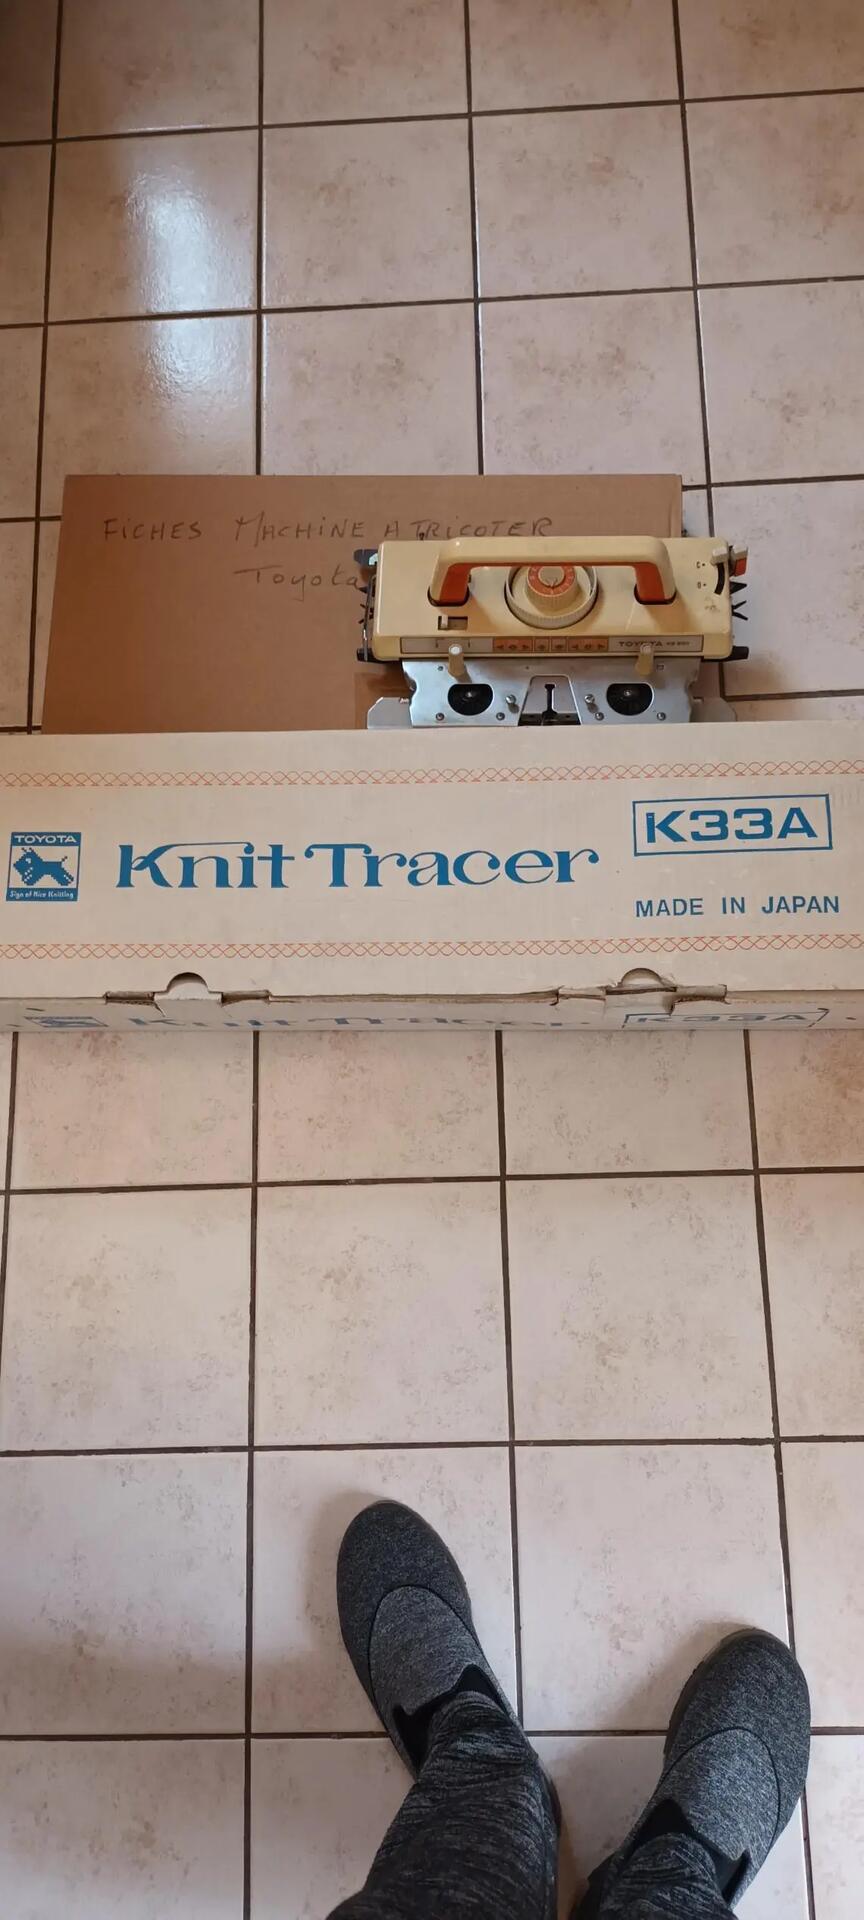 FICHES MACHINE A TRICOTER
Toyota
TOYOTA
TOYOTA
Sign of Nice Knitting
Knit Tracer
K33A
MADE IN JAPAN
Knit Tracer
K33A